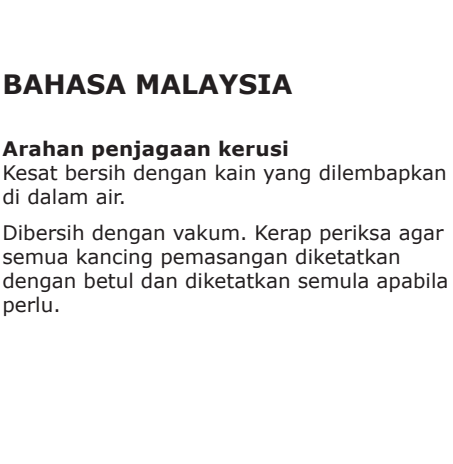 BAHASA MALAYSIA
Arahan penjagaan kerusi
Kesat bersih dengan kain yang dilembapkan
di dalam air.
Dibersih dengan vakum. Kerap periksa agar
semua kancing pemasangan diketatkan
dengan betul dan diketatkan semula apabila
perlu.